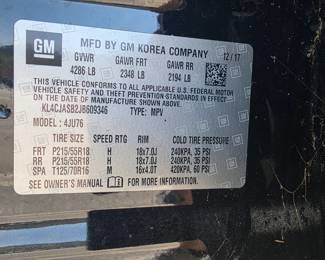 GM
MFD BY GM KOREA COMPANY
12/17
GVWR GAWR FRT GAWR RR
4286 LB 2348 LB 2194 LB
THIS VEHICLE CONFORMS TO ALL APPLICABLE U.S. FEDERAL MOTOR
VEHICLE SAFETY AND THEFT PREVENTION STANDARDS IN EFFECT ON THE
DATE OF MANUFACTURE SHOWN ABOVE.
KL4CJASB2JB609346 TYPE: MPV
MODEL: 4JU76
TIRE SIZE SPEED RTG RIM COLD TIRE PRESSURE
FRT P215/55R18 H 18x7.0J 240KPA, 35 PSI
RR P215/55R18 H 18x7.0J 240KPA, 35 PSI
SPA T125/70R16 M 16x4.0T 420KPA, 60 PSI
SEE OWNER'S MANUAL FOR MORE INFORMATION.